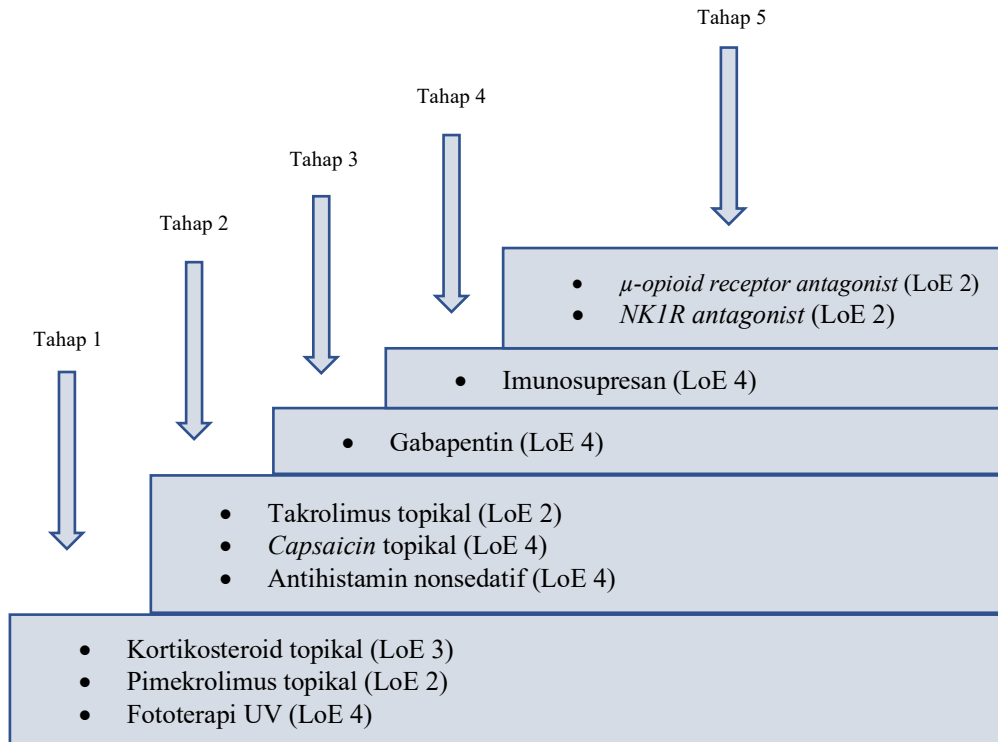 Tahap 5
Tahap 4
Tahap 3
Tahap 2
Tahap 1
• µ-opioid receptor antagonist (LoE 2)
• NK1R antagonist (LoE 2)
• Imunosupresan (LoE 4)
• Gabapentin (LoE 4)
• Takrolimus topikal (LoE 2)
• Capsaicin topikal (LoE 4)
• Antihistamin nonsedatif (LoE 4)
• Kortikosteroid topikal (LoE 3)
• Pimekrolimus topikal (LoE 2)
• Fototerapi UV (LoE 4)